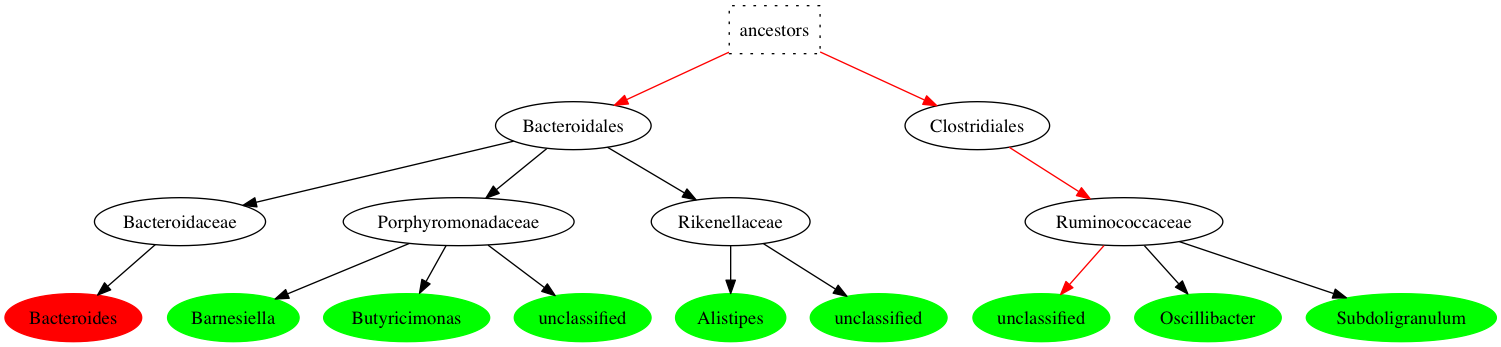 ancestors
Bacteroidales
Clostridiales
Bacteroidaceae
Porphyromonadaceae
Rikenellaceae
Ruminococcaceae
Bacteroides
Barnesiella
Butyricimonas
unclassified
Alistipes
unclassified
unclassified
Oscillibacter
Subdoligranulum